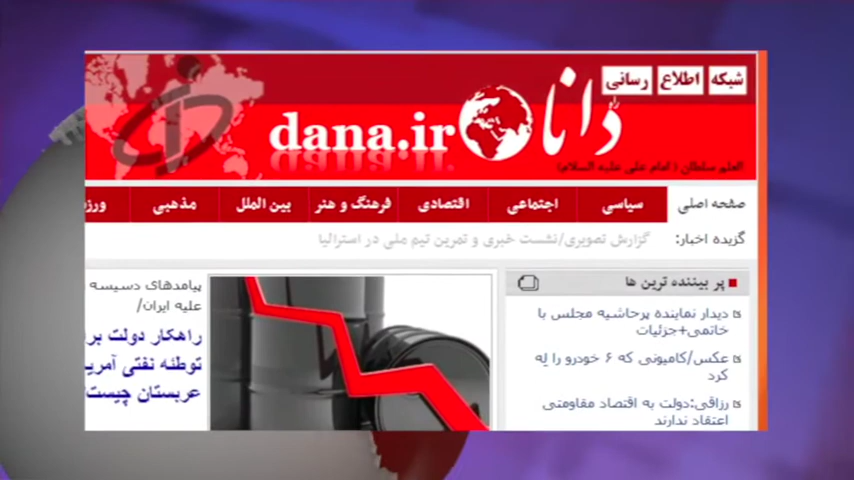 شبکه اطلاع رسانی
دانا
dana.ir
العلم سلطان (امام علی علیه السلام)
صفحه اصلی سیاسی اجتماعی اقتصادی فرهنگ و هنر بین الملل مذهبی ورز
گزیده اخبار: گزارش تصویری/نشست خبری و تمرین تیم ملی در استرالیا
پر بیننده ترین ها
دیدار نماینده پرحاشیه مجلس با
خاتمی+جزئیات
عکس/کامیونی که ۶ خودرو را له
کرد
رزاقی:دولت به اقتصاد مقاومتی
اعتقاد ندارند
پیامدهای دسیسه
علیه ایران/
راهکار دولت برا
توطئه نفتی آمری
عربستان چیست؟